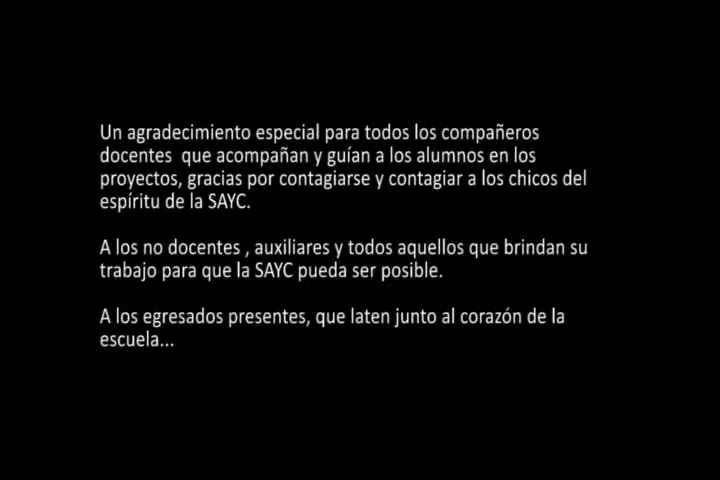 Un agradecimiento especial para todos los compañeros
docentes  que acompañan y guían a los alumnos en los
proyectos, gracias por contagiarse y contagiar a los chicos del
espíritu de la SAYC.
A los no docentes , auxiliares y todos aquellos que brindan su
trabajo para que la SAYC pueda ser posible.
A los egresados presentes, que laten junto al corazón de la
escuela...